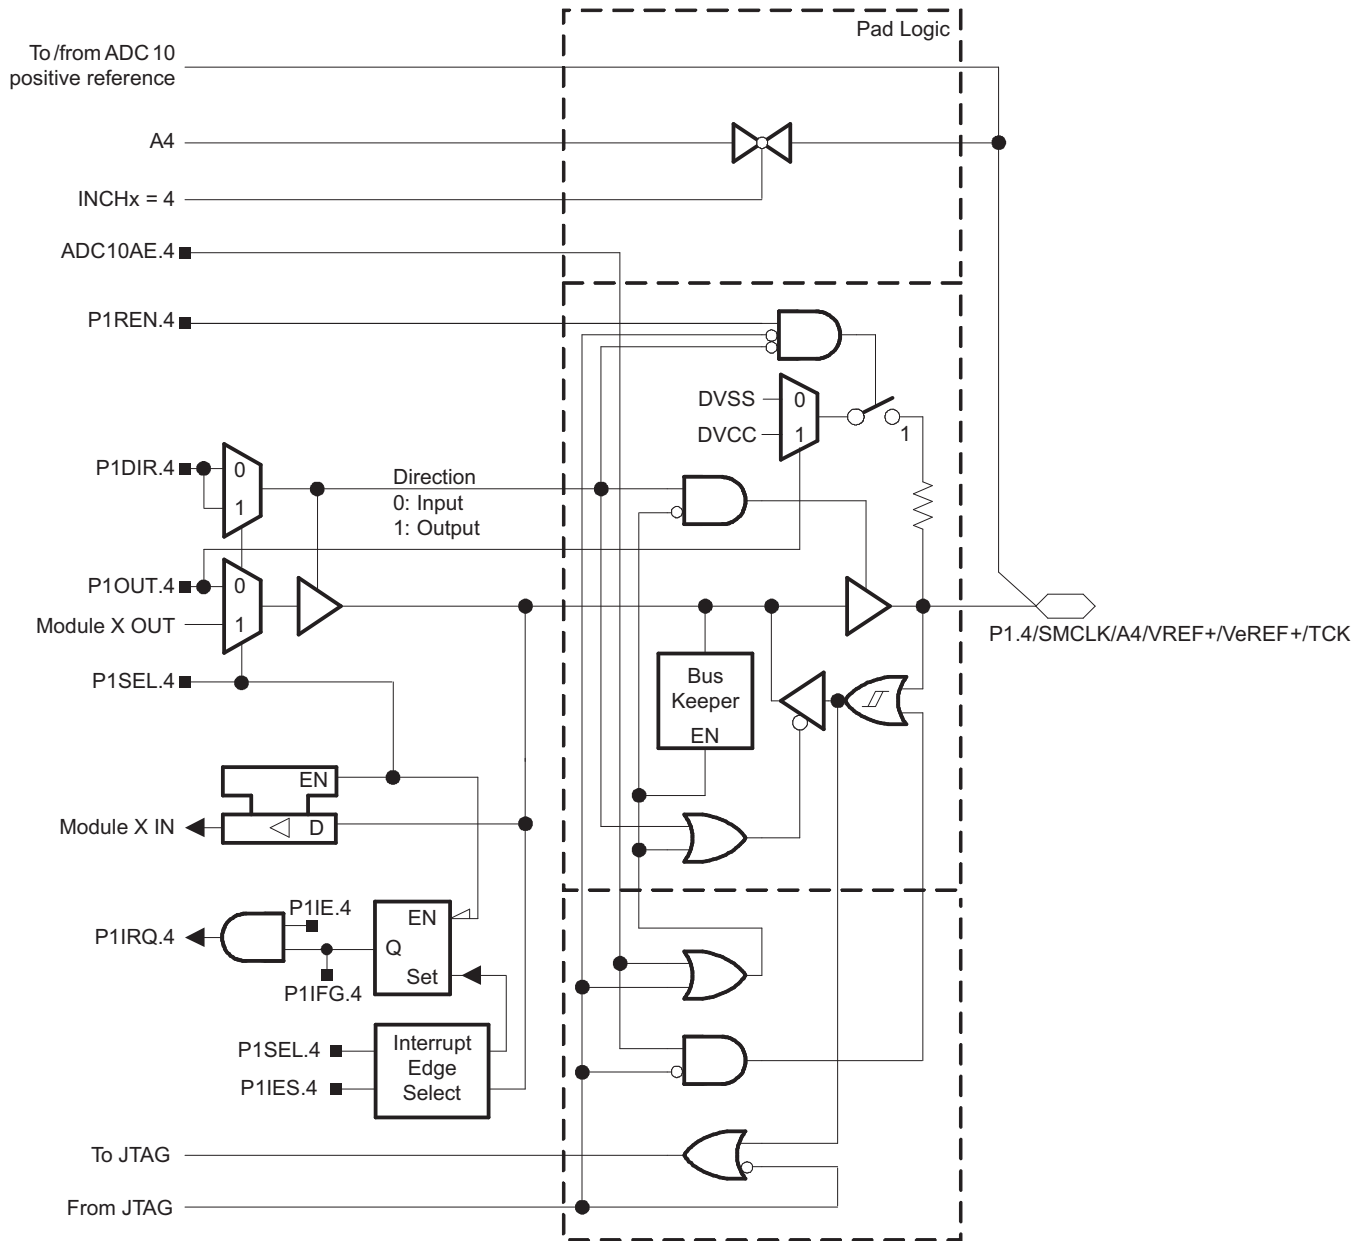 Pad Logic
To/from ADC10
positive reference
A4
INCHx = 4
ADC10AE.4
P1REN.4
DVSS
0
DVCC
1
1
P1DIR.4
0
1
Direction
0: Input
1: Output
P1OUT.4
0
Module X OUT
1
P1.4/SMCLK/A4/VREF+/VeREF+/TCK
P1SEL.4
Bus
Keeper
EN
EN
Module X IN
D
P1IE.4
EN
P1IRQ.4
Q
Set
P1IFG.4
P1SEL.4
Interrupt
Edge
Select
P1IES.4
To JTAG
From JTAG